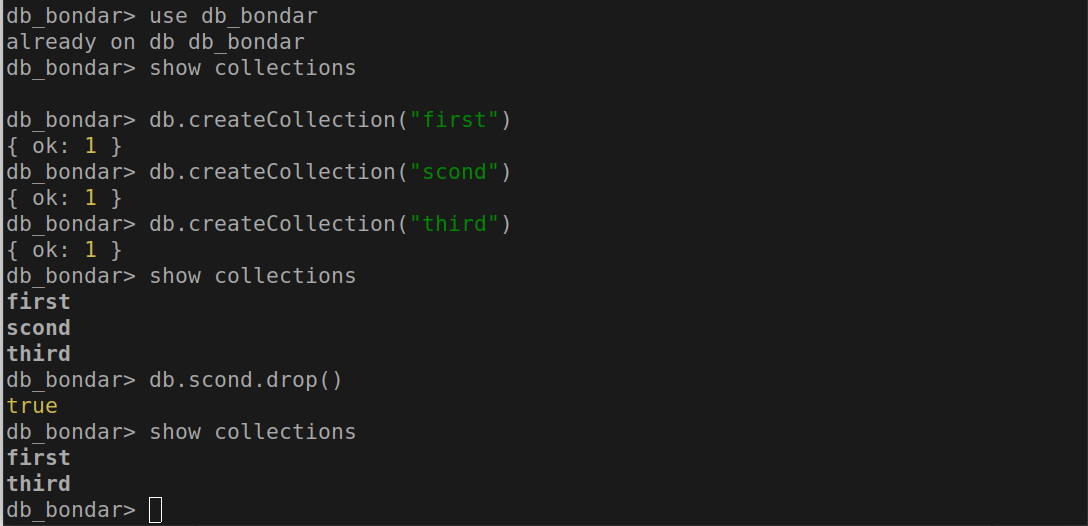 db_bondar> use db_bondar
already on db db_bondar
db_bondar> show collections
db_bondar> db.createCollection("first")
{ ok: 1 }
db_bondar> db.createCollection("scond")
{ ok: 1 }
db_bondar> db.createCollection("third")
{ ok: 1 }
db_bondar> show collections
first
scond
third
db_bondar> db.scond.drop()
true
db_bondar> show collections
first
third
db_bondar>